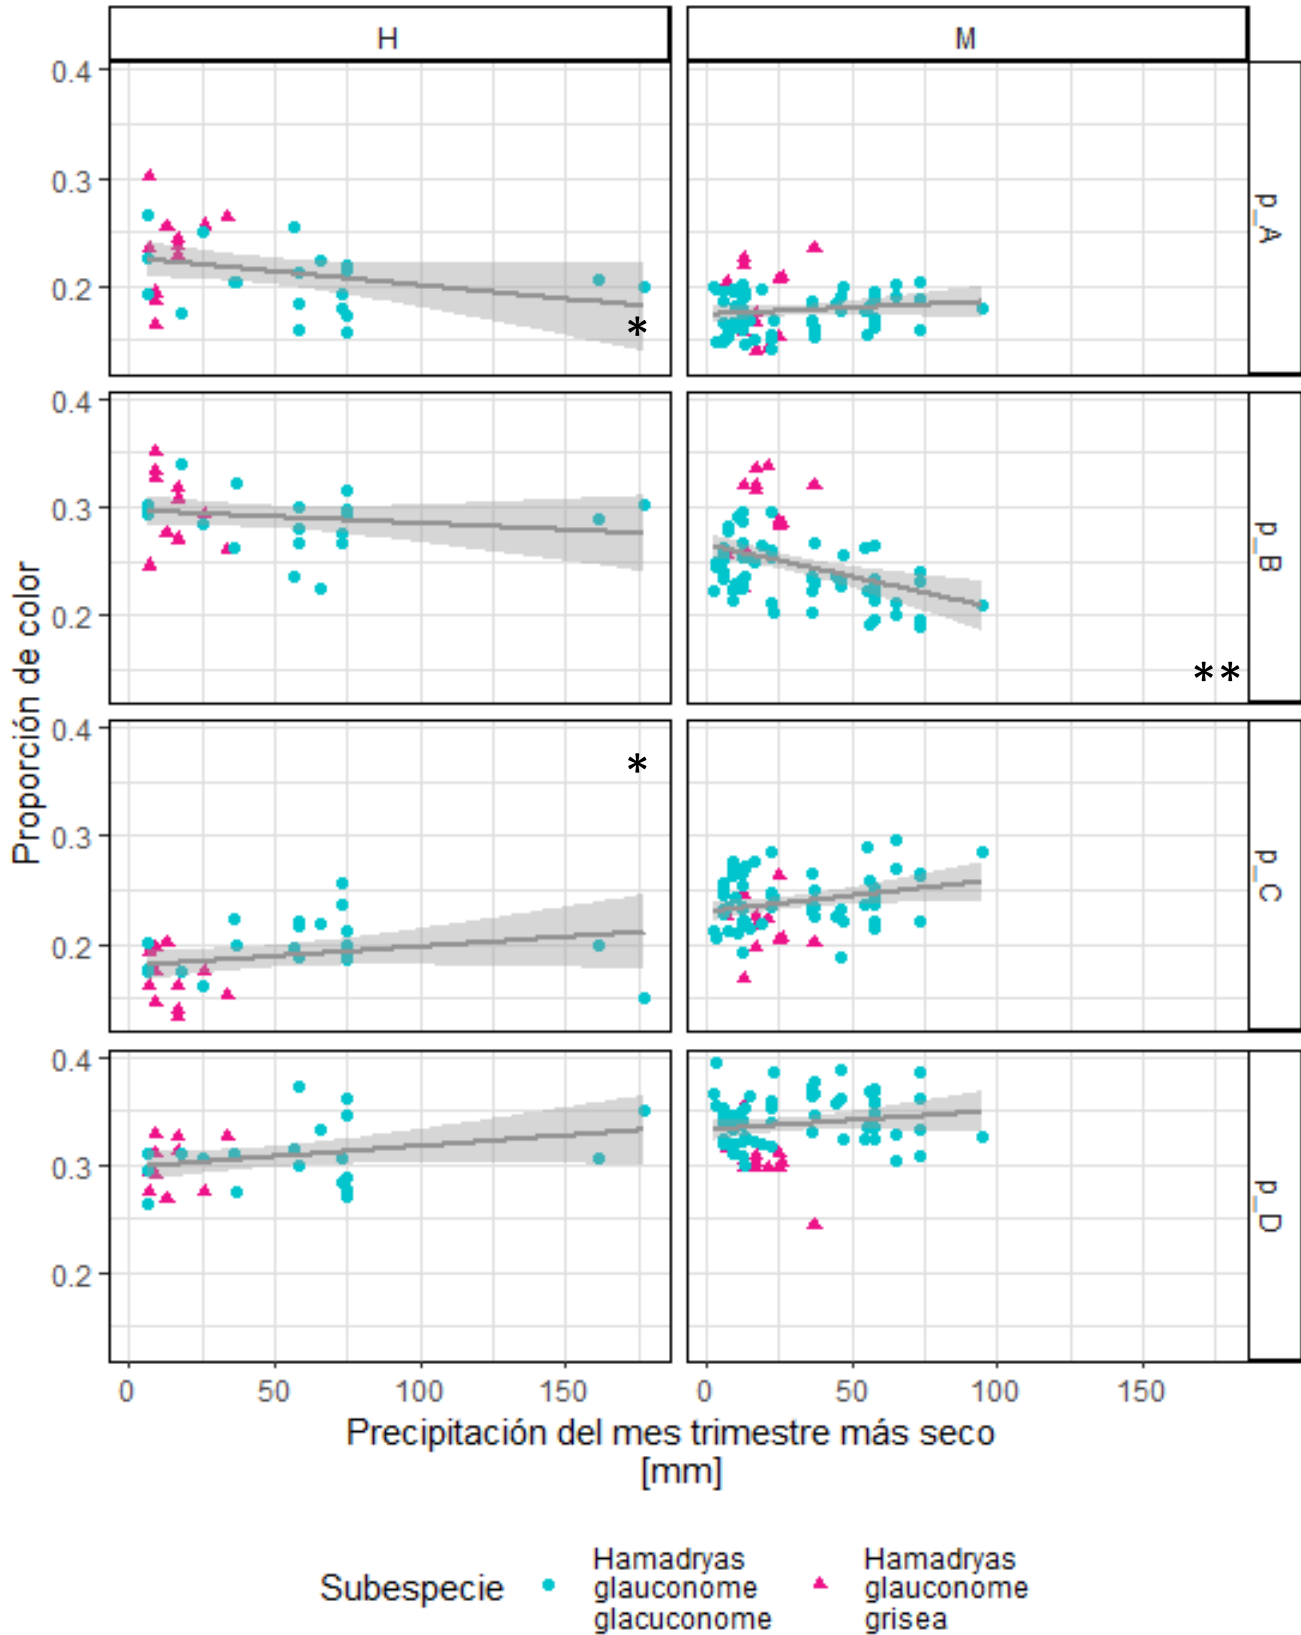 H
M
0.4
0.3
0.2
*
p_A
0.4
0.3
0.2
**
p_B
0.4
0.3
0.2
*
p_C
0.4
0.3
0.2
p_D
Proporción de color
0 50 100 150
0 50 100 150
Precipitación del mes trimestre más seco
[mm]
Subespecie
Hamadryas
glauconome
glacuconome
Hamadryas
glauconome
grisea